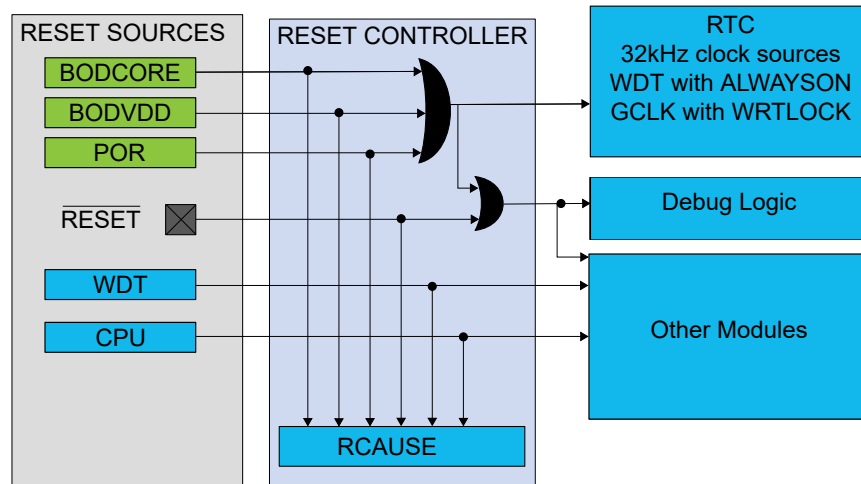 RESET SOURCES
BODCORE
BODVDD
POR
RESET
WDT
CPU
RESET CONTROLLER
RCAUSE
RTC
32kHz clock sources
WDT with ALWAYSON
GCLK with WRTLOCK
Debug Logic
Other Modules